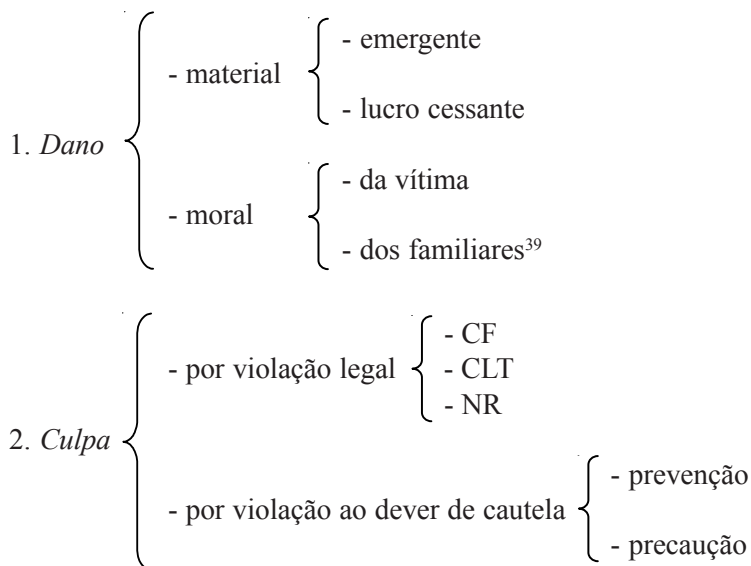 1. Dano
- material
- emergente
- lucro cessante
- moral
- da vítima
- dos familiares³⁹
2. Culpa
- por violação legal
- CF
- CLT
- NR
- por violação ao dever de cautela
- prevenção
- precaução